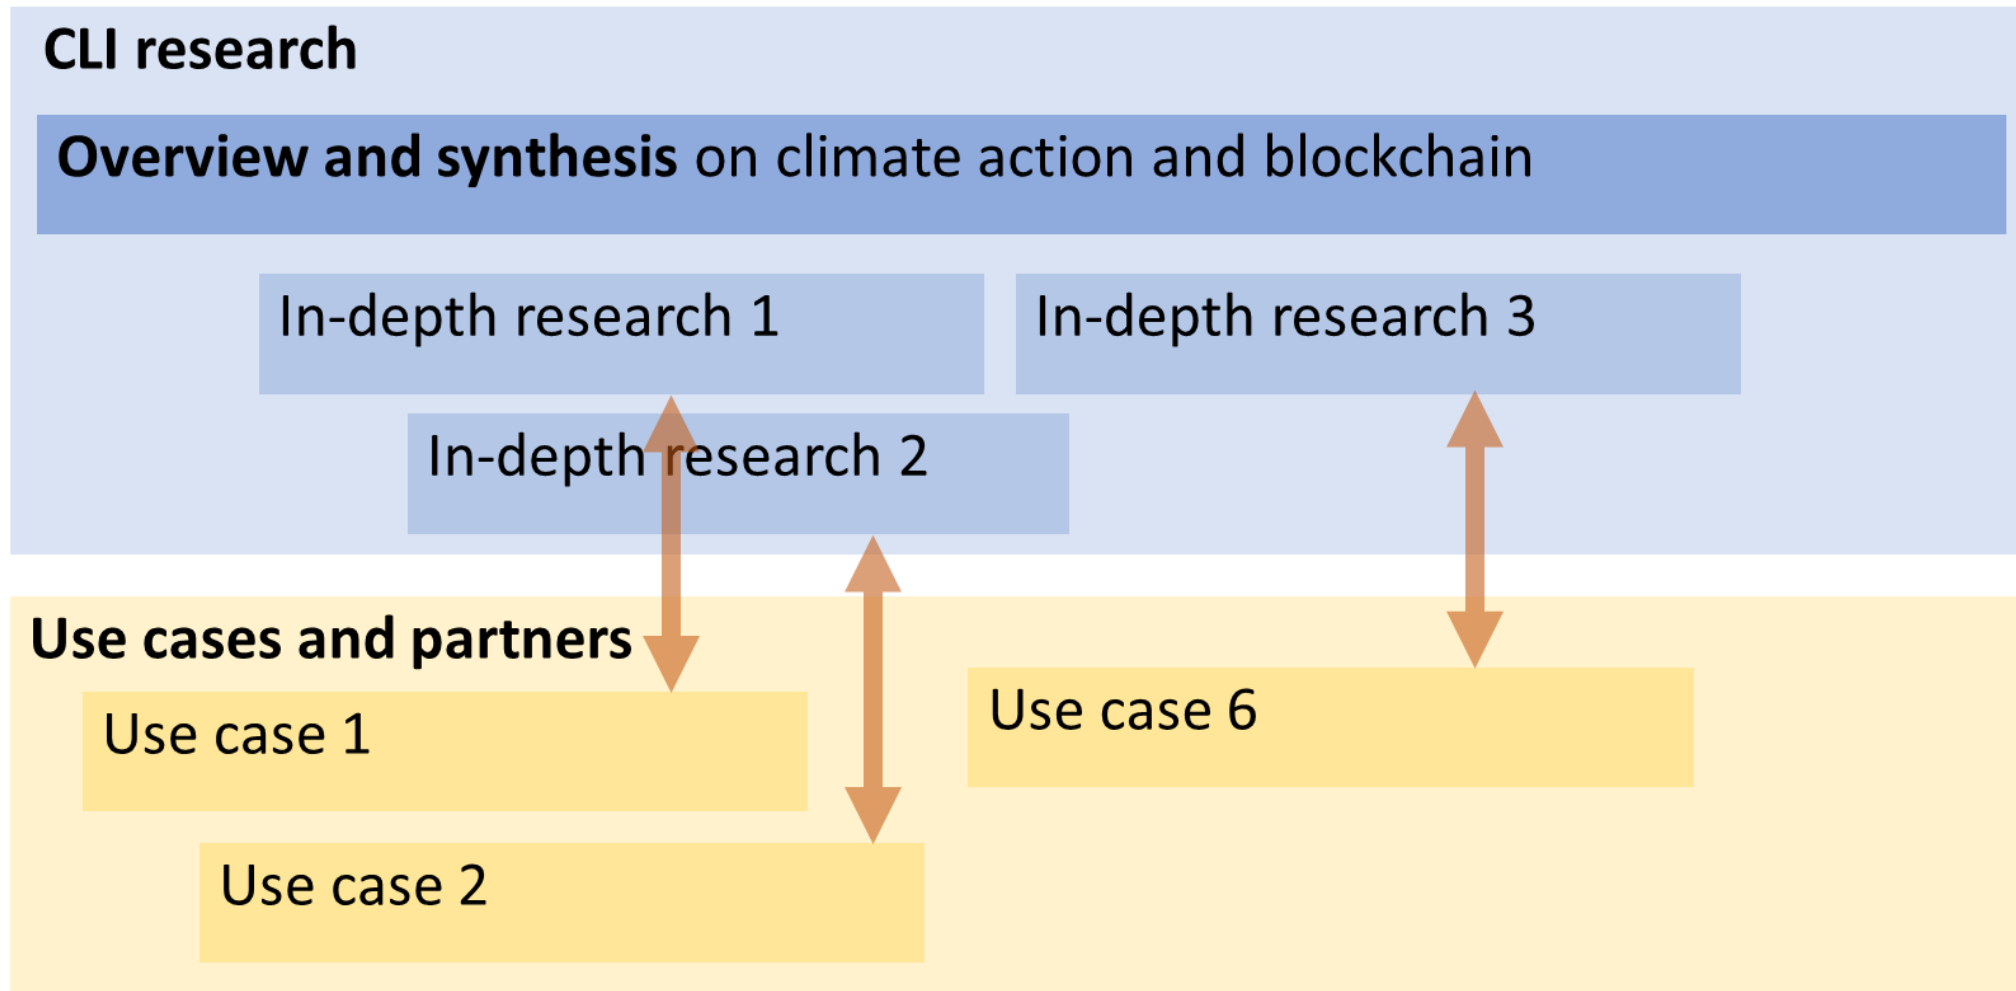 CLI research
Overview and synthesis on climate action and blockchain
In-depth research 1
In-depth research 3
In-depth research 2
Use cases and partners
Use case 1
Use case 6
Use case 2